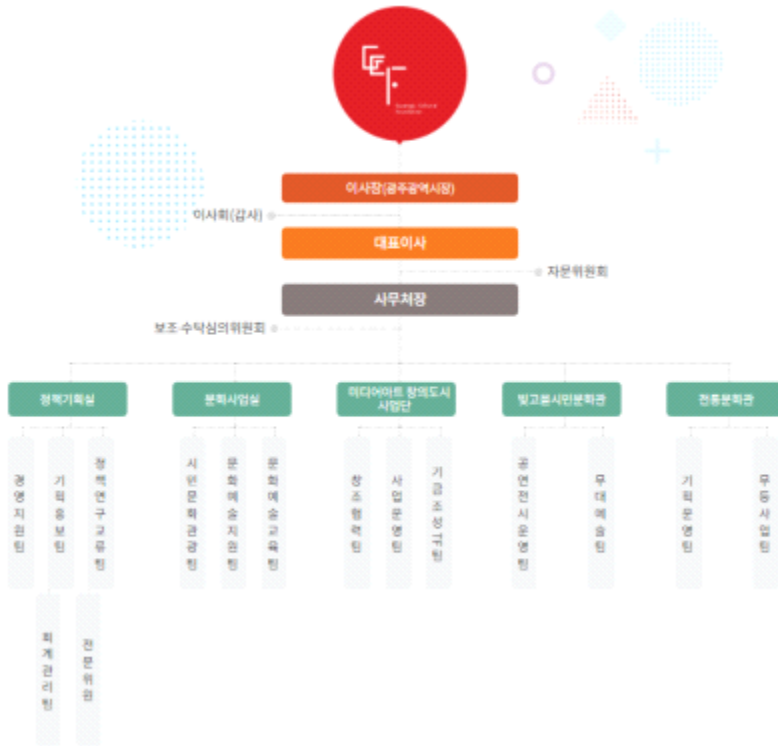 이사장(광주광역시장)
이사회(감사)
대표이사
자문위원회
사무처장
보조·수탁심의위원회
정책기획실
문화사업실
미디어아트 창의도시
사업단
빛고을시민문화관
전통문화관
경영지원팀
기획홍보팀
정책연구교류팀
시민문화관광팀
문화예술지원팀
문화예술교육팀
창조협력팀
사업운영팀
기금조성TF팀
공연전시운영팀
무대예술팀
기획운영팀
무등사업팀
회계관리팀
전문위원